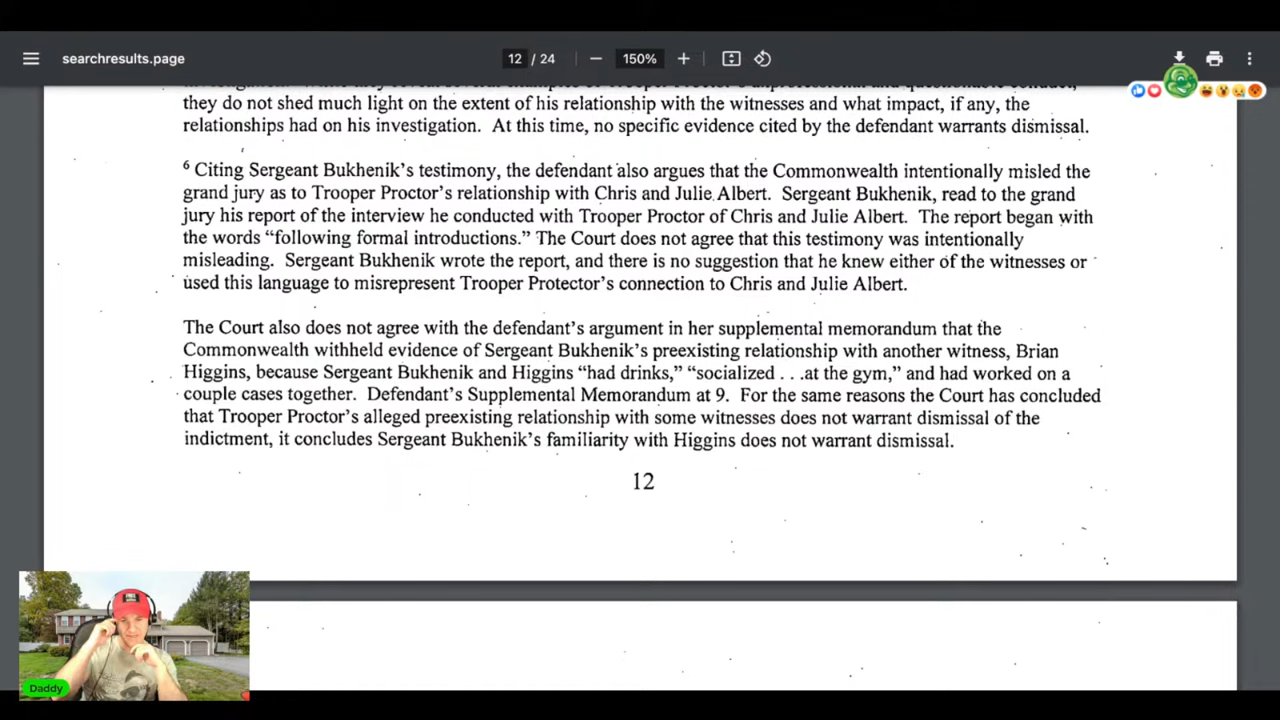 searchresults.page
12 / 24
150%
they do not shed much light on the extent of his relationship with the witnesses and what impact, if any, the
relationships had on his investigation. At this time, no specific evidence cited by the defendant warrants dismissal.
6 Citing Sergeant Bukhenik's testimony, the defendant also argues that the Commonwealth intentionally misled the
grand jury as to Trooper Proctor's relationship with Chris and Julie Albert. Sergeant Bukhenik, read to the grand
jury his report of the interview he conducted with Trooper Proctor of Chris and Julie Albert. The report began with
the words "following formal introductions." The Court does not agree that this testimony was intentionally
misleading. Sergeant Bukhenik wrote the report, and there is no suggestion that he knew either of the witnesses or
used this language to misrepresent Trooper Protector's connection to Chris and Julie Albert.
The Court also does not agree with the defendant's argument in her supplemental memorandum that the
Commonwealth withheld evidence of Sergeant Bukhenik's preexisting relationship with another witness, Brian
Higgins, because Sergeant Bukhenik and Higgins "had drinks," "socialized . . .at the gym," and had worked on a
couple cases together. Defendant's Supplemental Memorandum at 9. For the same reasons the Court has concluded
that Trooper Proctor's alleged preexisting relationship with some witnesses does not warrant dismissal of the
indictment, it concludes Sergeant Bukhenik's familiarity with Higgins does not warrant dismissal.
12
Daddy